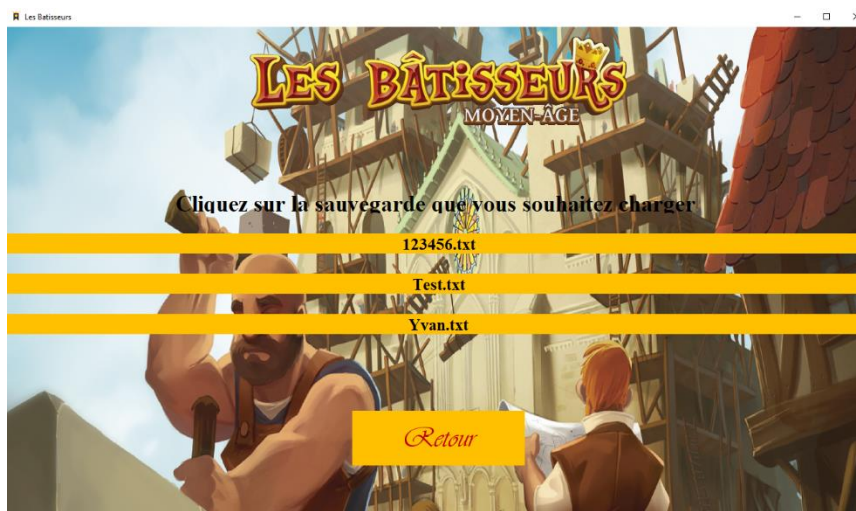 Les Batisseurs
LES BÂTISSEURS
MOYEN-ÂGE
Cliquez sur la sauvegarde que vous souhaitez charger
123456.txt
Test.txt
Yvan.txt
Retour